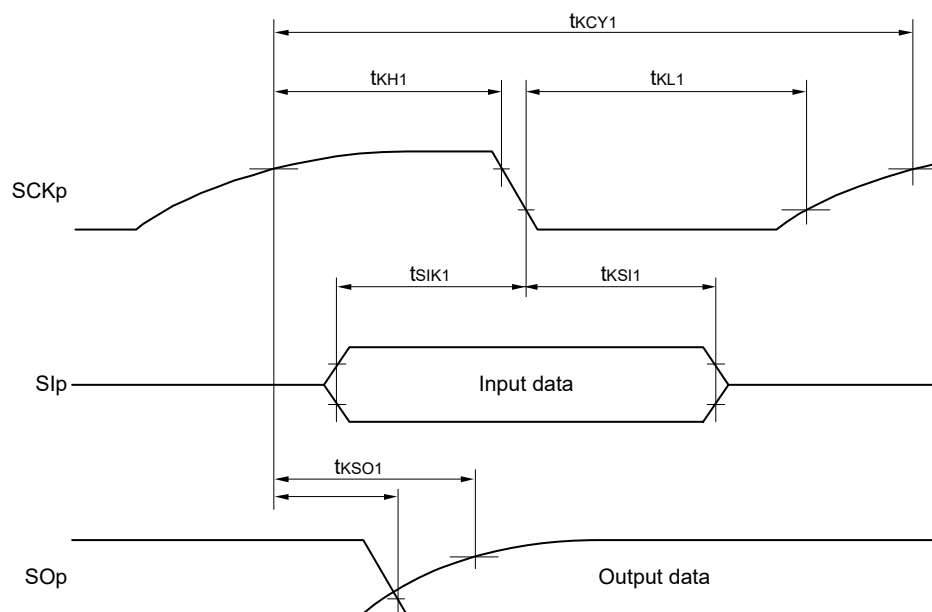 tKCY1
tKH1
tKL1
SCKp
tSIK1
tKSI1
SIp
Input data
tKSO1
SOp
Output data